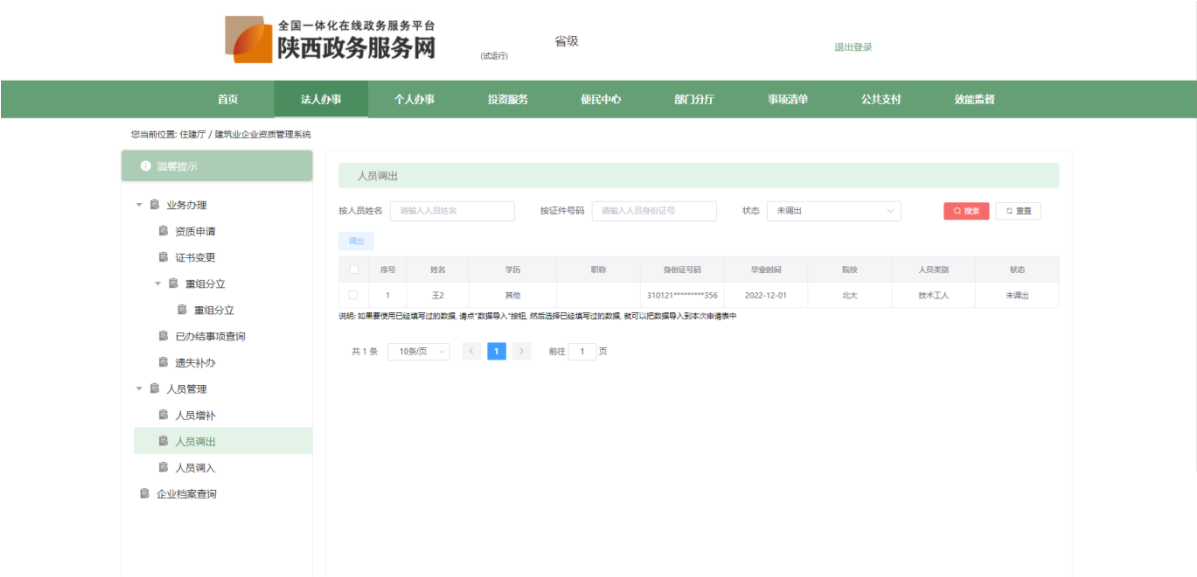 全国一体化在线政务服务平台
陕西政务服务网
(试运行)
省级
退出登录
首页 法人办事 个人办事 投资服务 便民中心 部门分厅 事项清单 公共支付 效能监督
您当前位置: 住建厅 / 建筑业企业资质管理系统
温馨提示
业务办理
资质申请
证书变更
重组分立
重组分立
已办结事项查询
遗失补办
人员管理
人员增补
人员调出
人员调入
企业档案查询
人员调出
按人员姓名 请输入人员姓名 按证件号码 请输入人员身份证号 状态 未调出 搜索 重置
调出
序号 姓名 学历 职称 身份证号码 毕业时间 院校 人员类别 状态
1 王2 其他 310121*********356 2022-12-01 北大 技术工人 未调出
说明: 如果要使用已经填写过的数据, 请点"数据导入"按钮, 然后选择已经填写过的数据, 就可以把数据导入到本次申请表中
共 1 条 10条/页 < 1 > 前往 1 页